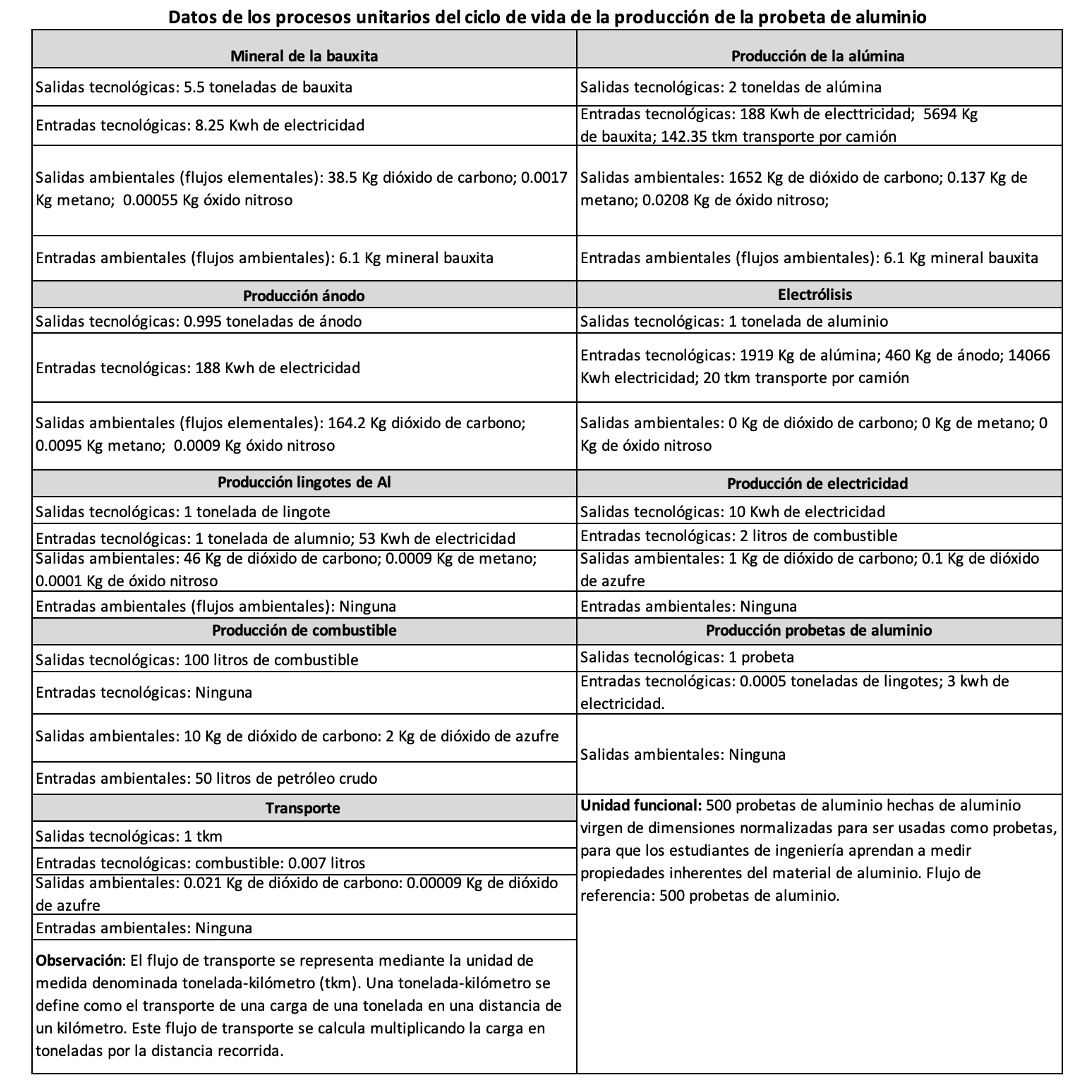 Datos de los procesos unitarios del ciclo de vida de la producción de la probeta de aluminio
Mineral de la bauxita
Producción de la alúmina
Salidas tecnológicas: 5.5 toneladas de bauxita
Salidas tecnológicas: 2 toneldas de alúmina
Entradas tecnológicas: 8.25 Kwh de electricidad
Entradas tecnológicas: 188 Kwh de electtricidad; 5694 Kg
de bauxita; 142.35 tkm transporte por camión
Salidas ambientales (flujos elementales): 38.5 Kg dióxido de carbono; 0.0017
Kg metano; 0.00055 Kg óxido nitroso
Salidas ambientales: 1652 Kg de dióxido de carbono; 0.137 Kg de
metano; 0.0208 Kg de óxido nitroso;
Entradas ambientales (flujos ambientales): 6.1 Kg mineral bauxita
Entradas ambientales (flujos ambientales): 6.1 Kg mineral bauxita
Producción ánodo
Electrólisis
Salidas tecnológicas: 0.995 toneladas de ánodo
Salidas tecnológicas: 1 tonelada de aluminio
Entradas tecnológicas: 188 Kwh de electricidad
Entradas tecnológicas: 1919 Kg de alúmina; 460 Kg de ánodo; 14066
Kwh electricidad; 20 tkm transporte por camión
Salidas ambientales (flujos elementales): 164.2 Kg dióxido de carbono;
0.0095 Kg metano; 0.0009 Kg óxido nitroso
Salidas ambientales: 0 Kg de dióxido de carbono; 0 Kg de metano; 0
Kg de óxido nitroso
Producción lingotes de Al
Producción de electricidad
Salidas tecnológicas: 1 tonelada de lingote
Salidas tecnológicas: 10 Kwh de electricidad
Entradas tecnológicas: 1 tonelada de alumnio; 53 Kwh de electricidad
Entradas tecnológicas: 2 litros de combustible
Salidas ambientales: 46 Kg de dióxido de carbono; 0.0009 Kg de metano;
0.0001 Kg de óxido nitroso
Salidas ambientales: 1 Kg de dióxido de carbono; 0.1 Kg de dióxido
de azufre
Entradas ambientales (flujos ambientales): Ninguna
Entradas ambientales: Ninguna
Producción de combustible
Producción probetas de aluminio
Salidas tecnológicas: 100 litros de combustible
Salidas tecnológicas: 1 probeta
Entradas tecnológicas: Ninguna
Entradas tecnológicas: 0.0005 toneladas de lingotes; 3 kwh de
electricidad.
Salidas ambientales: 10 Kg de dióxido de carbono: 2 Kg de dióxido de azufre
Salidas ambientales: Ninguna
Entradas ambientales: 50 litros de petróleo crudo
Transporte
Salidas tecnológicas: 1 tkm
Entradas tecnológicas: combustible: 0.007 litros
Salidas ambientales: 0.021 Kg de dióxido de carbono: 0.00009 Kg de dióxido
de azufre
Entradas ambientales: Ninguna
Observación: El flujo de transporte se representa mediante la unidad de
medida denominada tonelada-kilómetro (tkm). Una tonelada-kilómetro se
define como el transporte de una carga de una tonelada en una distancia de
un kilómetro. Este flujo de transporte se calcula multiplicando la carga en
toneladas por la distancia recorrida.
Unidad funcional: 500 probetas de aluminio hechas de aluminio
virgen de dimensiones normalizadas para ser usadas como probetas,
para que los estudiantes de ingeniería aprendan a medir
propiedades inherentes del material de aluminio. Flujo de
referencia: 500 probetas de aluminio.